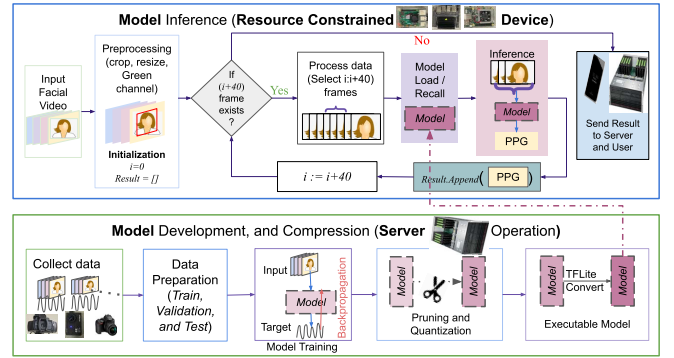 Model Inference (Resource Constrained Device)
Input
Facial
Video
Preprocessing
(crop, resize,
Green
channel)
Initialization
i=0
Result = []
If
(i+40)
frame
exists
?
Yes
No
Process data
(Select i:i+40)
frames
Model
Load /
Recall
Model
Inference
Model
PPG
Send Result
to Server
and User
i := i+40
Result.Append( PPG )
Model Development, and Compression (Server Operation)
Collect data
Data
Preparation
(Train,
Validation,
and Test)
Input
Model
Target
Backpropagation
Model Training
Model
Model
Pruning and
Quantization
Model
TFLite
Convert
Model
Executable Model